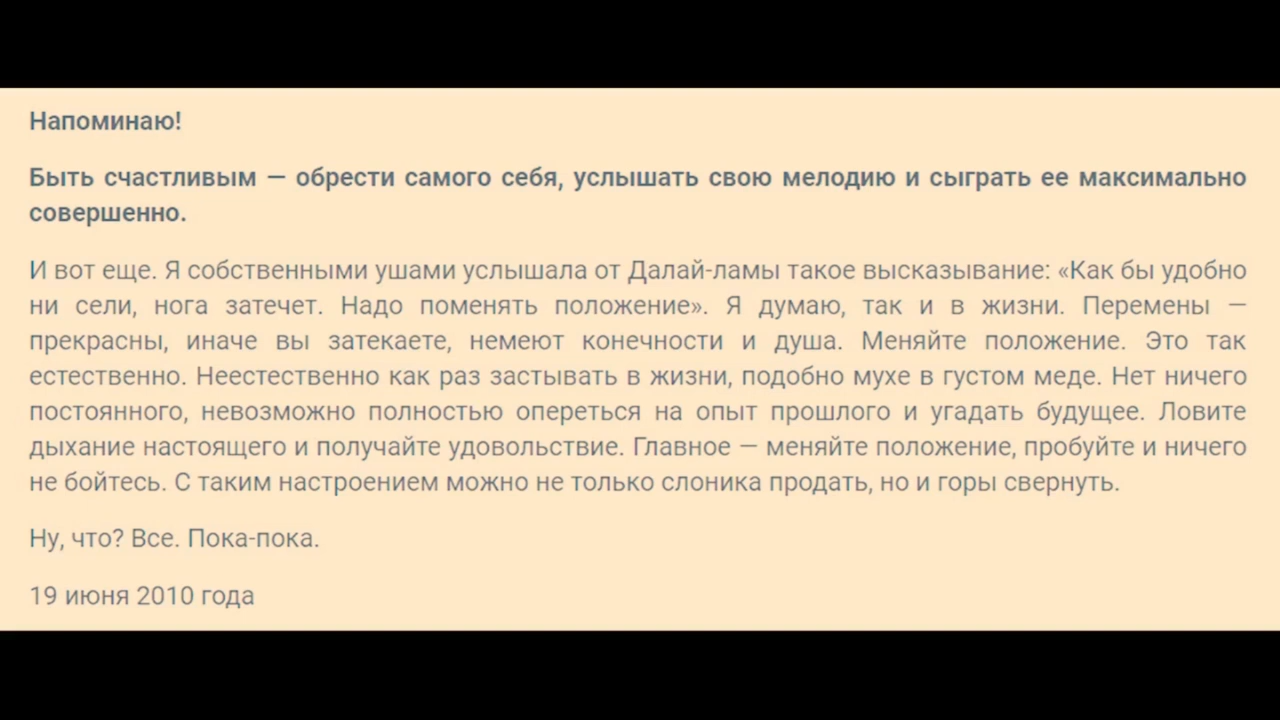 Напоминаю!
Быть счастливым — обрести самого себя, услышать свою мелодию и сыграть ее максимально
совершенно.
И вот еще. Я собственными ушами услышала от Далай-ламы такое высказывание: «Как бы удобно
ни сели, нога затечет. Надо поменять положение». Я думаю, так и в жизни. Перемены —
прекрасны, иначе вы затекаете, немеют конечности и душа. Меняйте положение. Это так
естественно. Неестественно как раз застывать в жизни, подобно мухе в густом меде. Нет ничего
постоянного, невозможно полностью опереться на опыт прошлого и угадать будущее. Ловите
дыхание настоящего и получайте удовольствие. Главное — меняйте положение, пробуйте и ничего
не бойтесь. С таким настроением можно не только слоника продать, но и горы свернуть.
Ну, что? Все. Пока-пока.
19 июня 2010 года